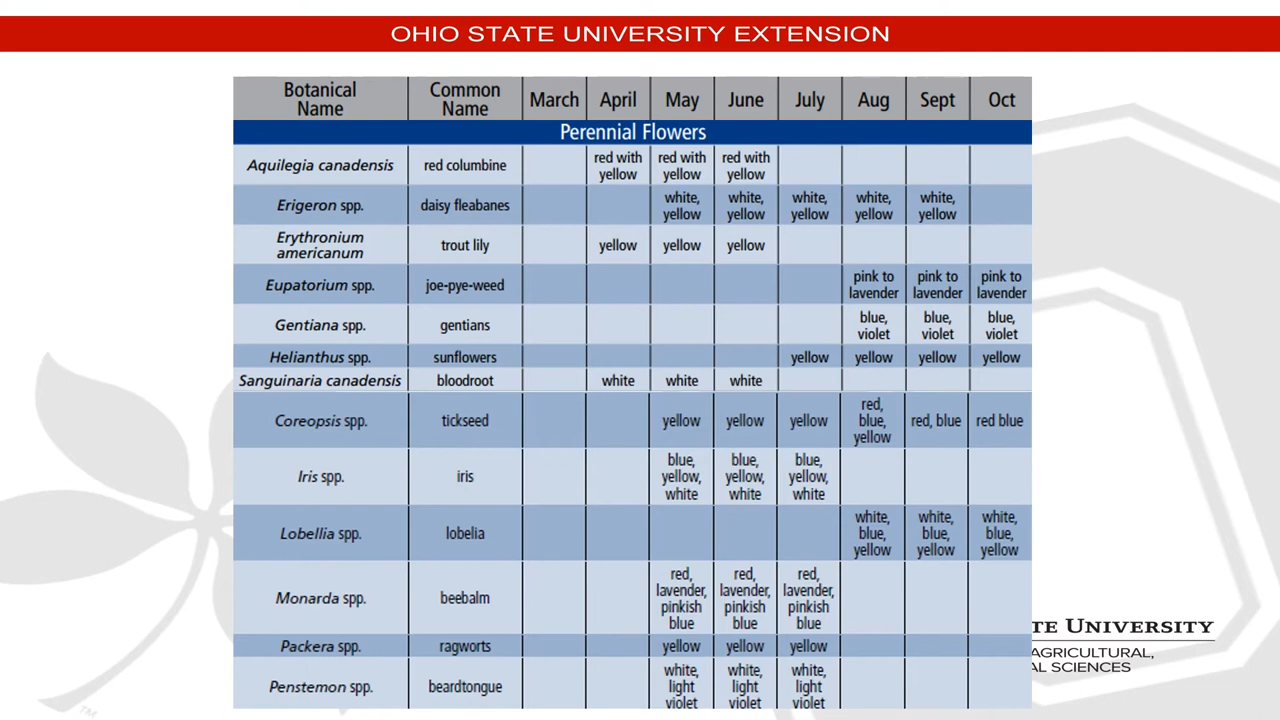 OHIO STATE UNIVERSITY EXTENSION
Botanical Name Common Name March April May June July Aug Sept Oct
Perennial Flowers
Aquilegia canadensis red columbine red with yellow red with yellow red with yellow
Erigeron spp. daisy fleabanes white, yellow white, yellow white, yellow white, yellow white, yellow
Erythronium americanum trout lily yellow yellow yellow
Eupatorium spp. joe-pye-weed pink to lavender pink to lavender pink to lavender
Gentiana spp. gentians blue, violet blue, violet blue, violet
Helianthus spp. sunflowers yellow yellow yellow yellow
Sanguinaria canadensis bloodroot white white white
Coreopsis spp. tickseed yellow yellow yellow red, blue, yellow red, blue red blue
Iris spp. iris blue, yellow, white blue, yellow, white blue, yellow, white
Lobellia spp. lobelia white, blue, yellow white, blue, yellow white, blue, yellow
Monarda spp. beebalm red, lavender, pinkish blue red, lavender, pinkish blue red, lavender, pinkish blue
Packera spp. ragworts yellow yellow yellow
Penstemon spp. beardtongue white, light violet white, light violet white, light violet
TE UNIVERSITY
AGRICULTURAL,
AL SCIENCES
TM